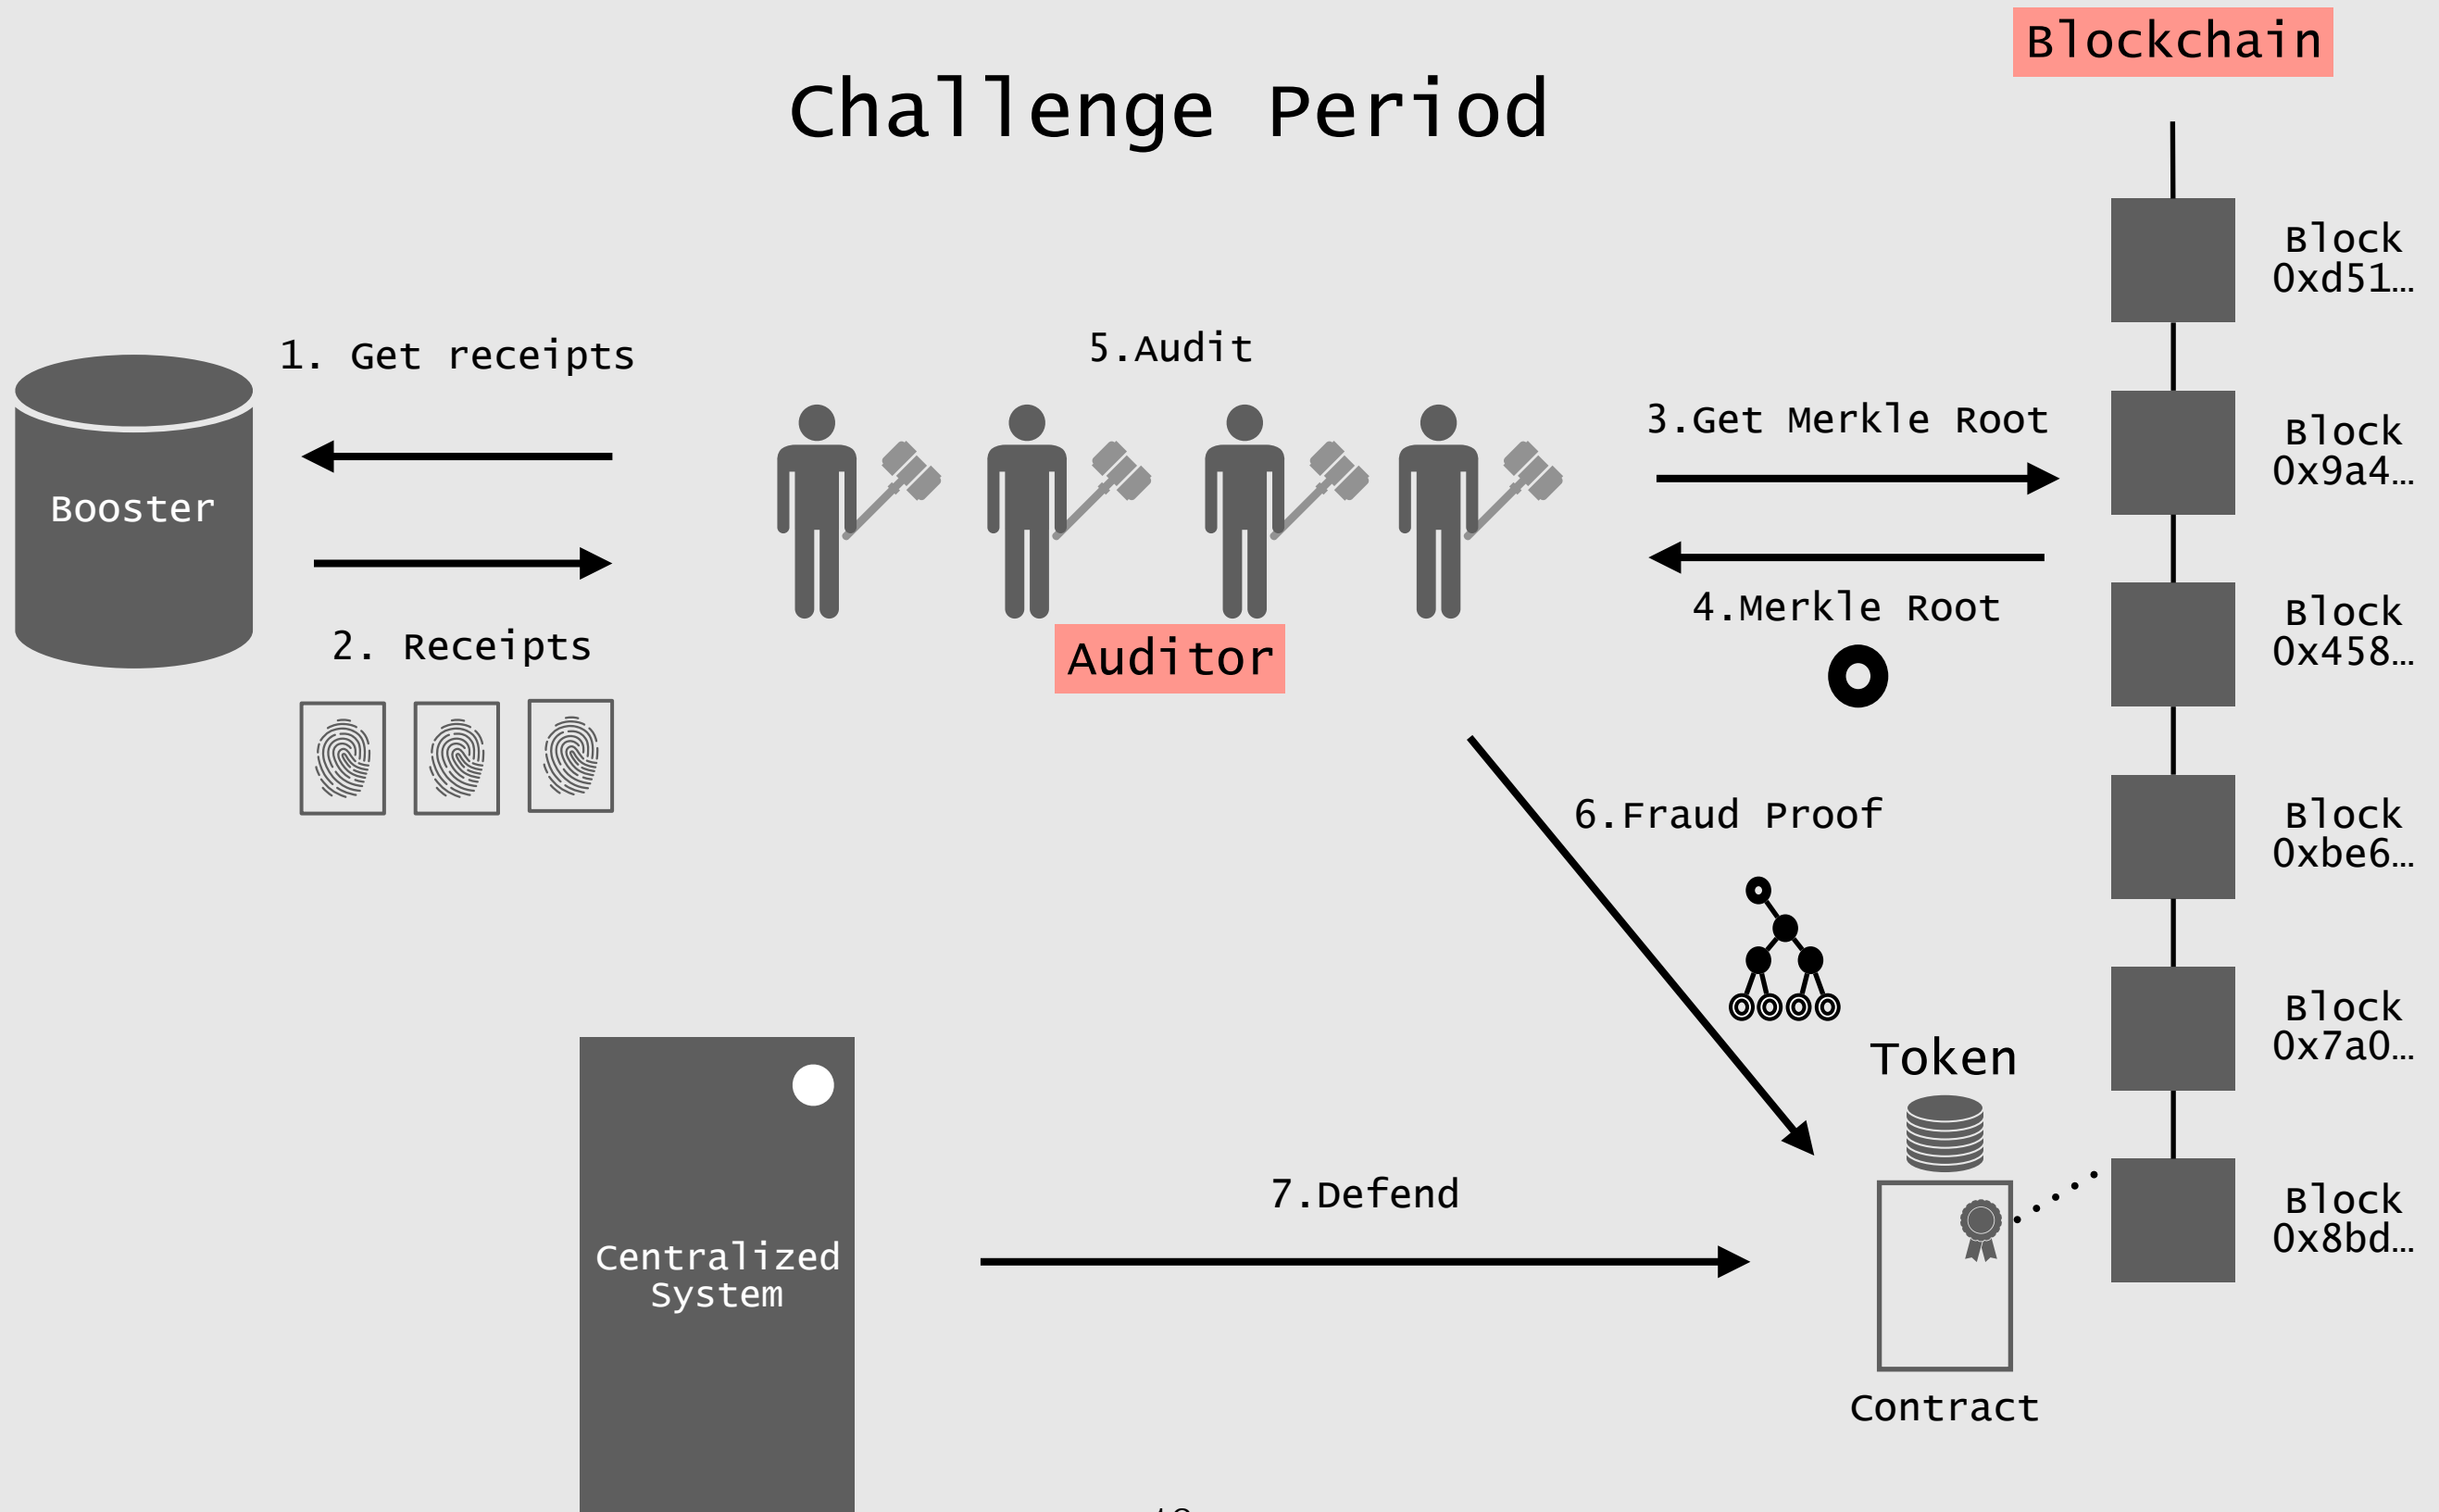 Blockchain
Challenge Period
Block
0xd51…
1. Get receipts
5.Audit
3.Get Merkle Root
Block
0x9a4…
Booster
2. Receipts
Auditor
4.Merkle Root
Block
0x458…
6.Fraud Proof
Block
0xbe6…
Token
Block
0x7a0…
7.Defend
Block
0x8bd…
Centralized
System
Contract